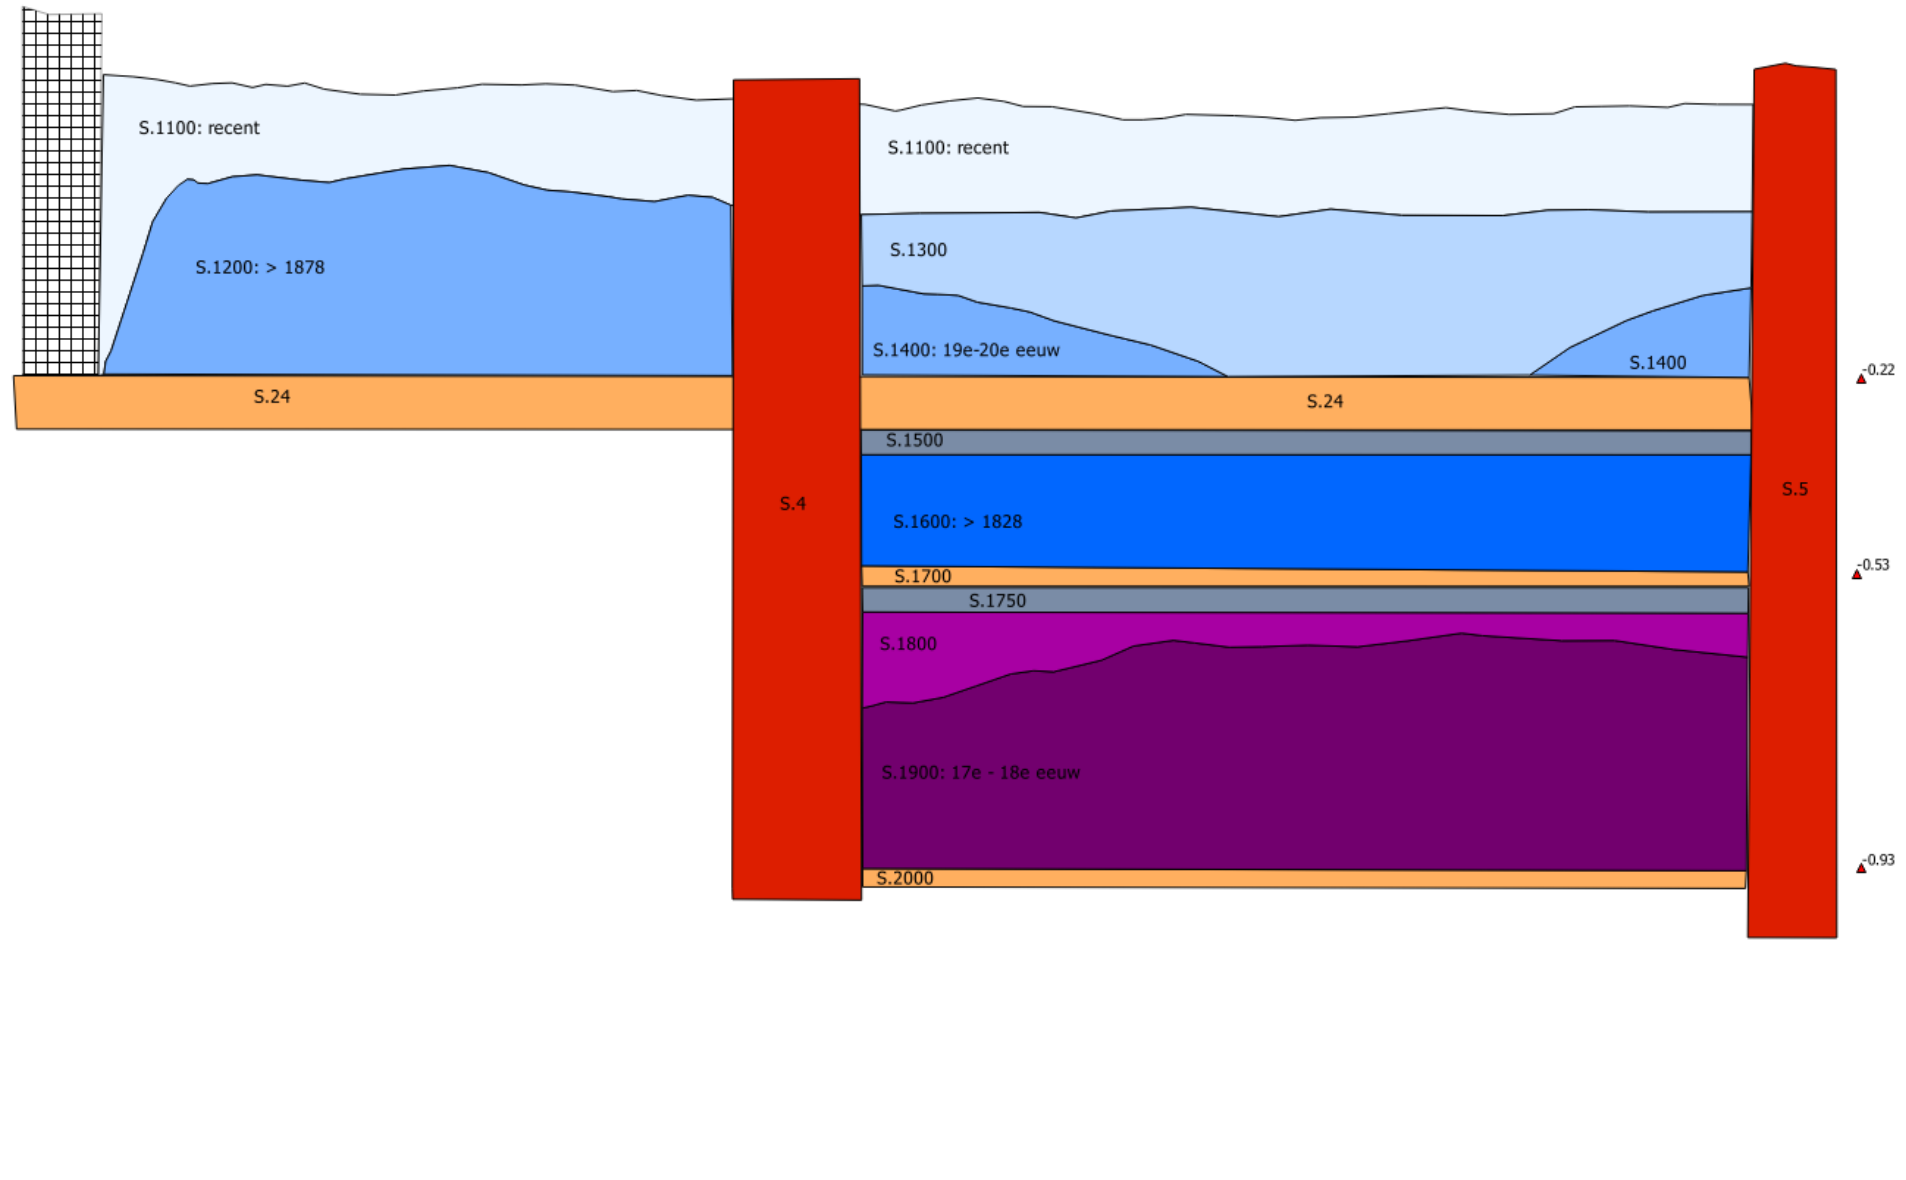 S.1100: recent
S.1100: recent
S.1200: > 1878
S.1300
S.1400: 19e-20e eeuw
S.1400
-0.22
S.24
S.24
S.1500
S.4
S.5
S.1600: > 1828
-0.53
S.1700
S.1750
S.1800
S.1900: 17e - 18e eeuw
-0.93
S.2000